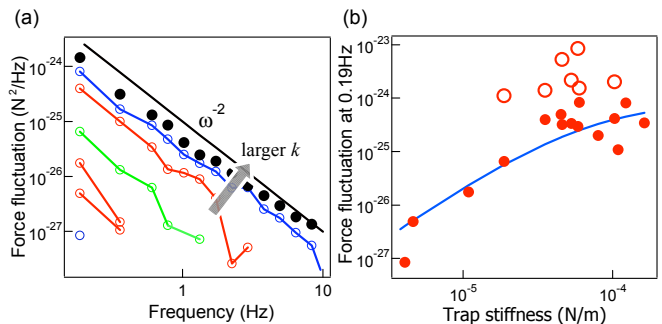 (a)
Force fluctuation (N²/Hz)
10⁻²⁴
10⁻²⁵
10⁻²⁶
10⁻²⁷
ω⁻²
larger k
1
10
Frequency (Hz)
(b)
Force fluctuation at 0.19Hz
10⁻²³
10⁻²⁴
10⁻²⁵
10⁻²⁶
10⁻²⁷
10⁻⁵
10⁻⁴
Trap stiffness (N/m)